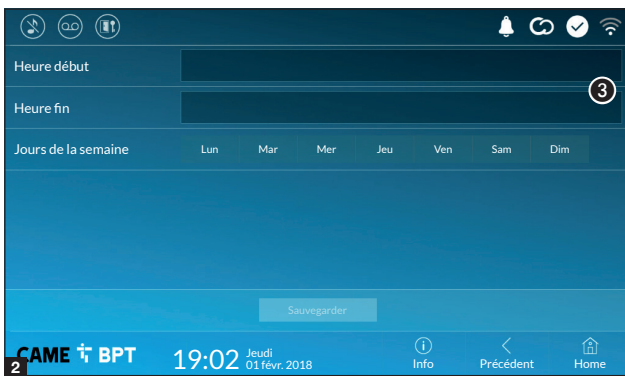 Heure début
3
Heure fin
Jours de la semaine Lun Mar Mer Jeu Ven Sam Dim
Sauvegarder
CAME BPT 19:02 Jeudi
01 févr. 2018
Info Précédent Home
2